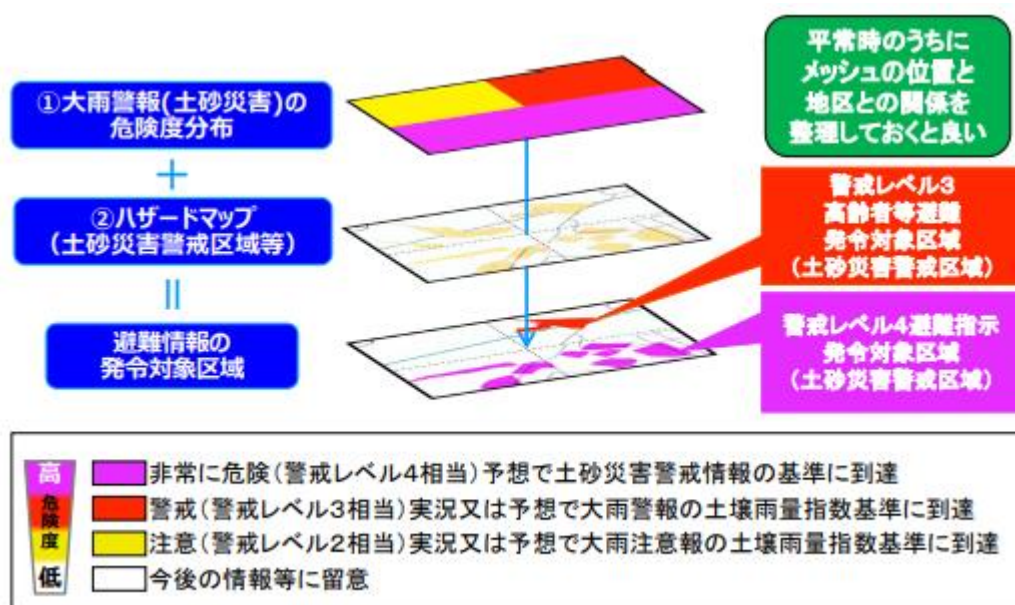 ①大雨警報(土砂災害)の
危険度分布
＋
②ハザードマップ
（土砂災害警戒区域等）
＝
避難情報の
発令対象区域
平常時のうちに
メッシュの位置と
地区との関係を
整理しておくと良い
警戒レベル３
高齢者等避難
発令対象区域
（土砂災害警戒区域）
警戒レベル４避難指示
発令対象区域
（土砂災害警戒区域）
高
危険度
低
非常に危険（警戒レベル４相当）予想で土砂災害警戒情報の基準に到達
警戒（警戒レベル３相当）実況又は予想で大雨警報の土壌雨量指数基準に到達
注意（警戒レベル２相当）実況又は予想で大雨注意報の土壌雨量指数基準に到達
今後の情報等に留意